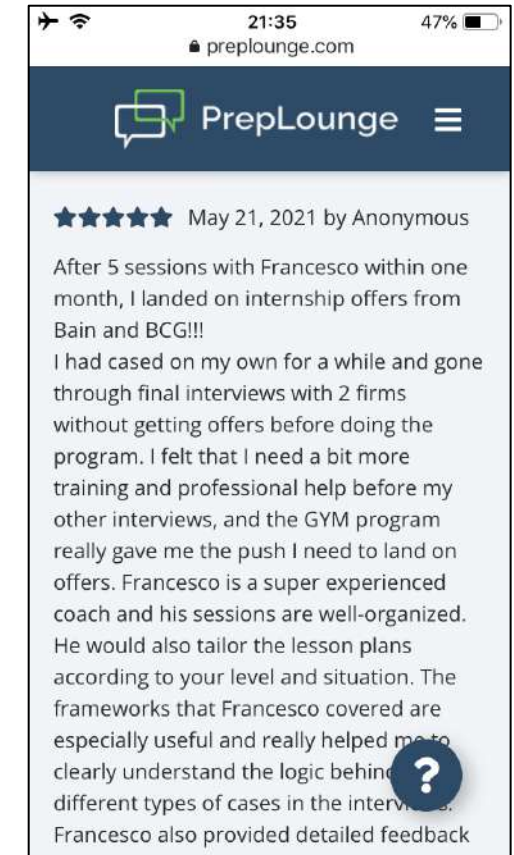 21:35
47%
preplounge.com
PrepLounge
May 21, 2021 by Anonymous
After 5 sessions with Francesco within one
month, I landed on internship offers from
Bain and BCG!!!
I had cased on my own for a while and gone
through final interviews with 2 firms
without getting offers before doing the
program. I felt that I need a bit more
training and professional help before my
other interviews, and the GYM program
really gave me the push I need to land on
offers. Francesco is a super experienced
coach and his sessions are well-organized.
He would also tailor the lesson plans
according to your level and situation. The
frameworks that Francesco covered are
especially useful and really helped me to
clearly understand the logic behind
?
different types of cases in the interviews.
Francesco also provided detailed feedback